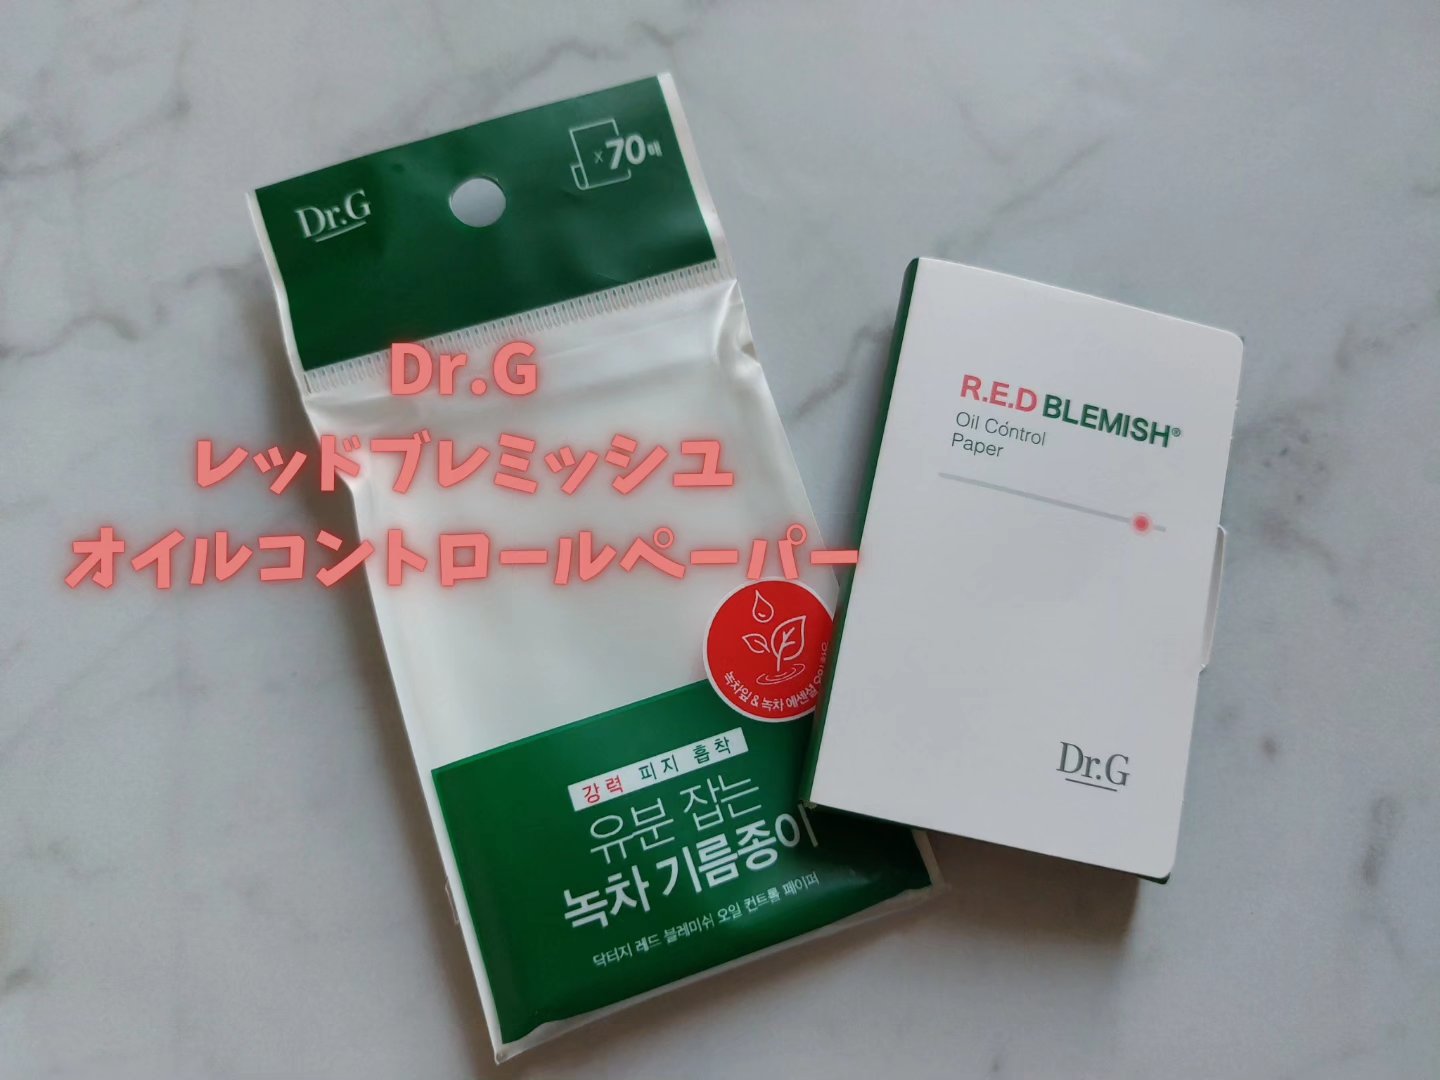 Dr.G
x70매
Dr.G
レッドブレミッシュ
オイルコントロールペーパー
녹차잎 & 녹차 에센셜 오일 함유
강력 피지 흡착
유분 잡는
녹차 기름종이
닥터지 레드 블레미쉬 오일 컨트롤 페이퍼
R.E.D BLEMISH®
Oil Control
Paper
Dr.G